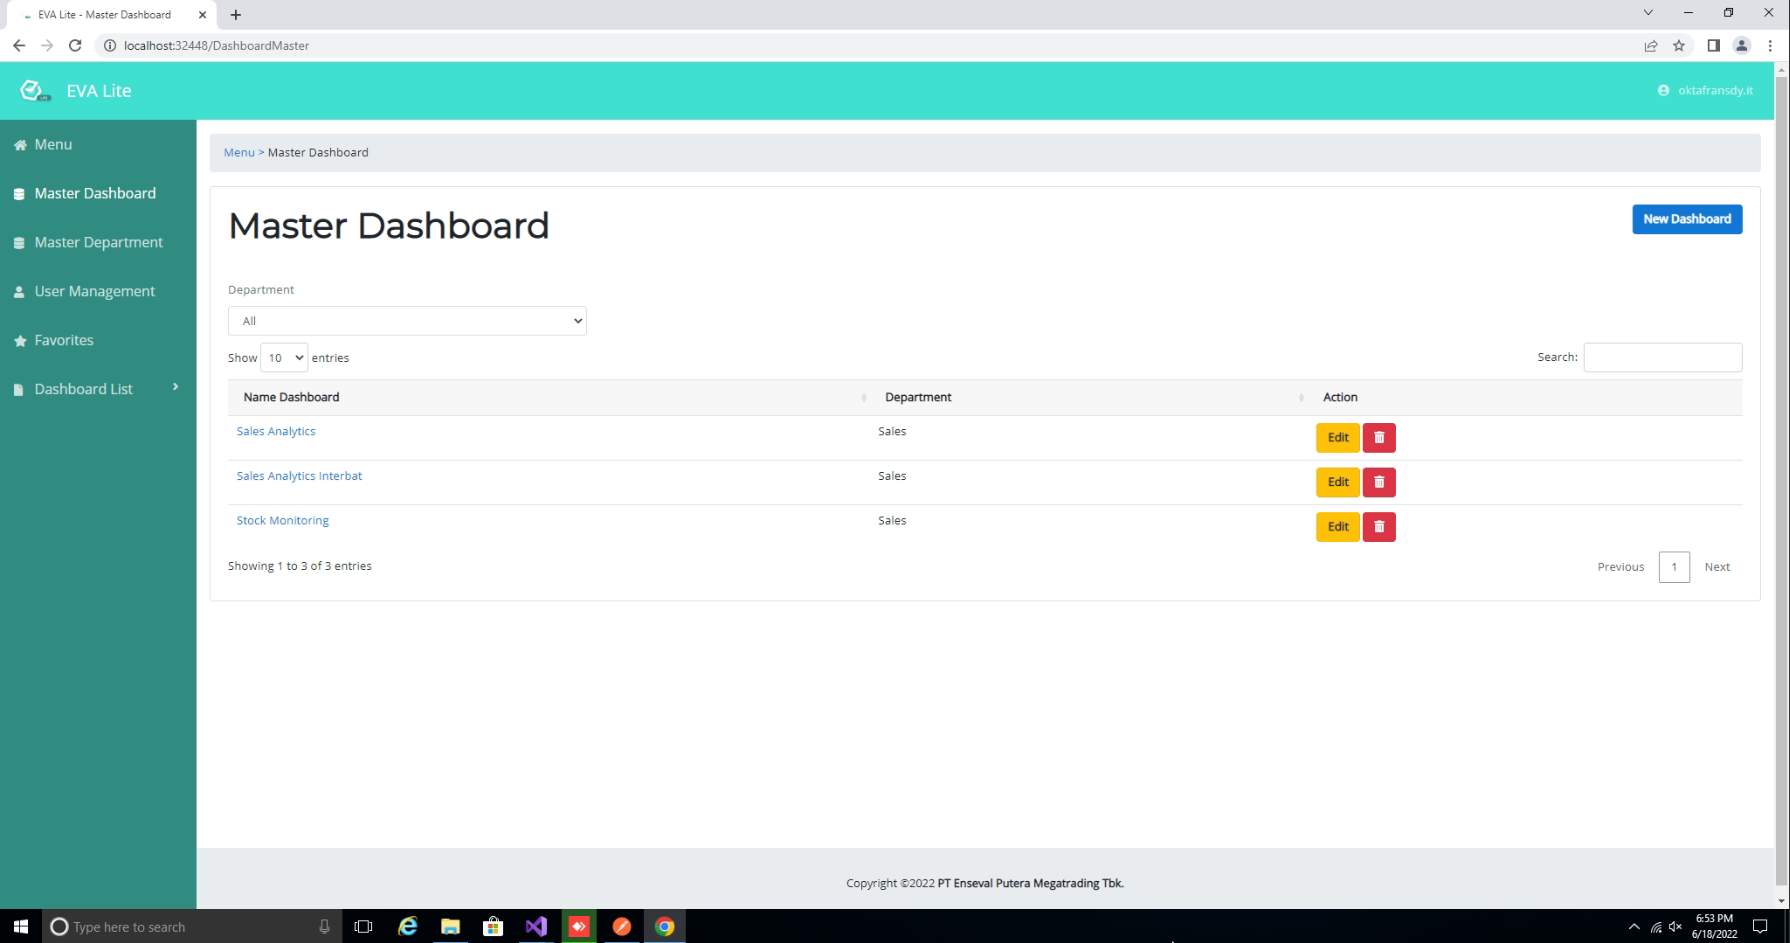 EVA Lite - Master Dashboard
localhost:32448/DashboardMaster
EVA Lite
oktafransdy.it
Menu
Master Dashboard
Master Department
User Management
Favorites
Dashboard List
Menu > Master Dashboard
Master Dashboard
New Dashboard
Department
All
Show 10 entries
Search:
Name Dashboard Department Action
Sales Analytics Sales Edit
Sales Analytics Interbat Sales Edit
Stock Monitoring Sales Edit
Showing 1 to 3 of 3 entries
Previous 1 Next
Copyright ©2022 PT Enseval Putera Megatrading Tbk.
Type here to search
6:53 PM
6/18/2022